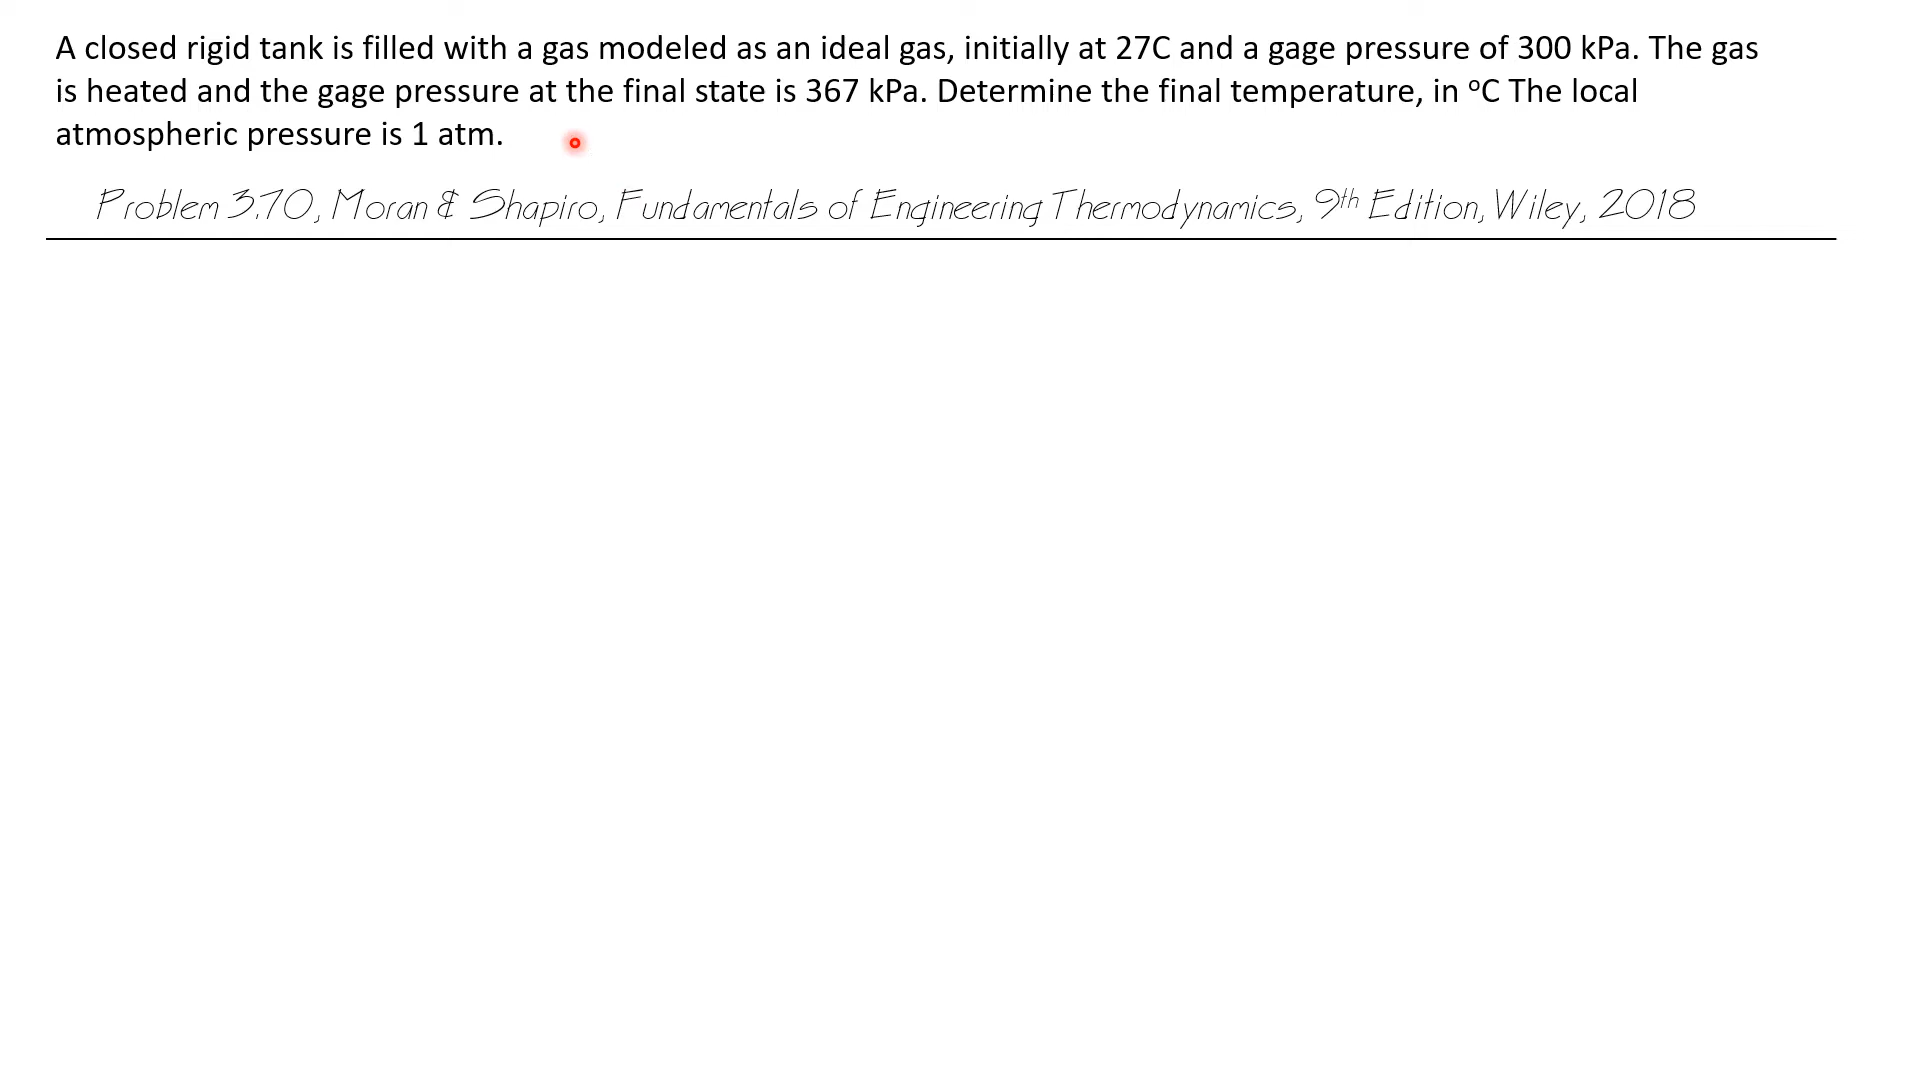 A closed rigid tank is filled with a gas modeled as an ideal gas, initially at 27C and a gage pressure of 300 kPa. The gas
is heated and the gage pressure at the final state is 367 kPa. Determine the final temperature, in ᵒC The local
atmospheric pressure is 1 atm.
Problem 3.70, Moran & Shapiro, Fundamentals of Engineering Thermodynamics, 9th Edition, Wiley, 2018